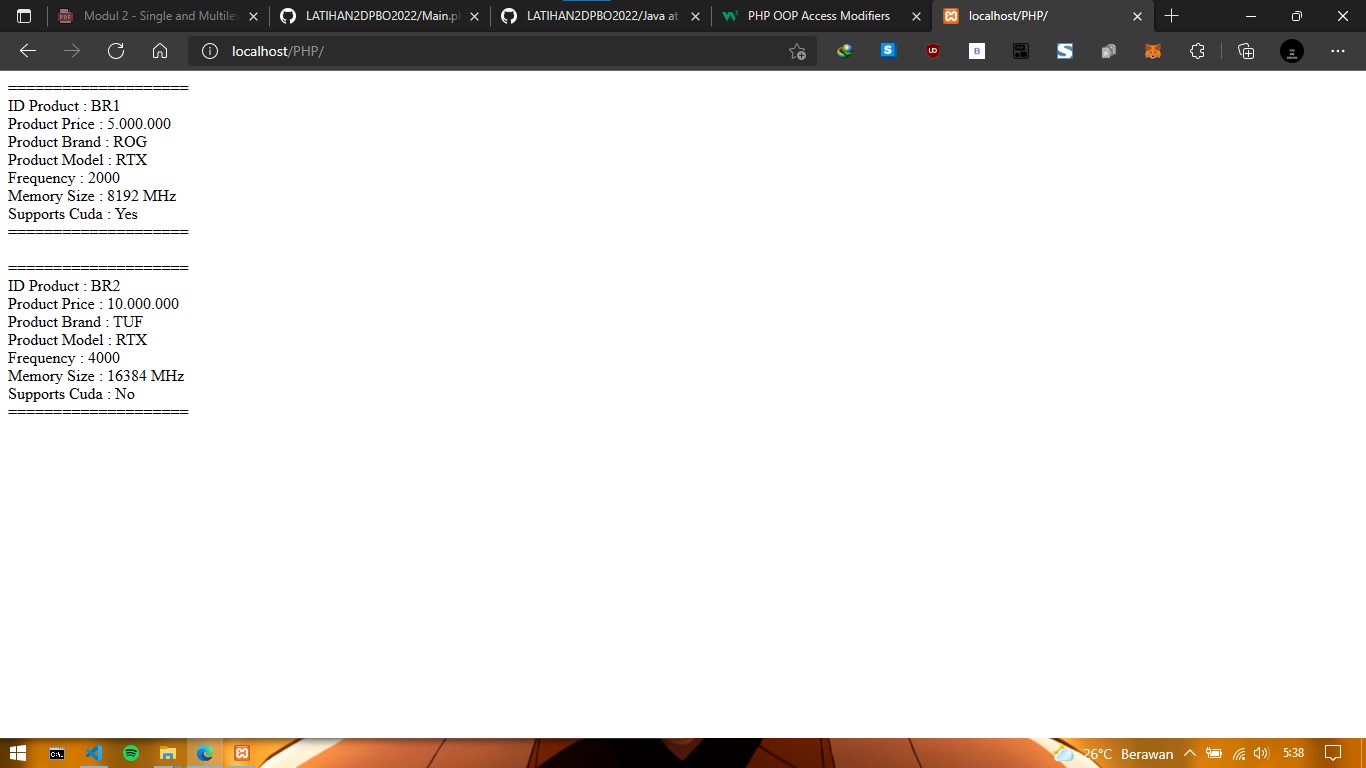 Modul 2 - Single and Multile
LATIHAN2DPBO2022/Main.p
LATIHAN2DPBO2022/Java at
PHP OOP Access Modifiers
localhost/PHP/
localhost/PHP/
====================
ID Product : BR1
Product Price : 5.000.000
Product Brand : ROG
Product Model : RTX
Frequency : 2000
Memory Size : 8192 MHz
Supports Cuda : Yes
====================
====================
ID Product : BR2
Product Price : 10.000.000
Product Brand : TUF
Product Model : RTX
Frequency : 4000
Memory Size : 16384 MHz
Supports Cuda : No
====================
26°C Berawan
5:38